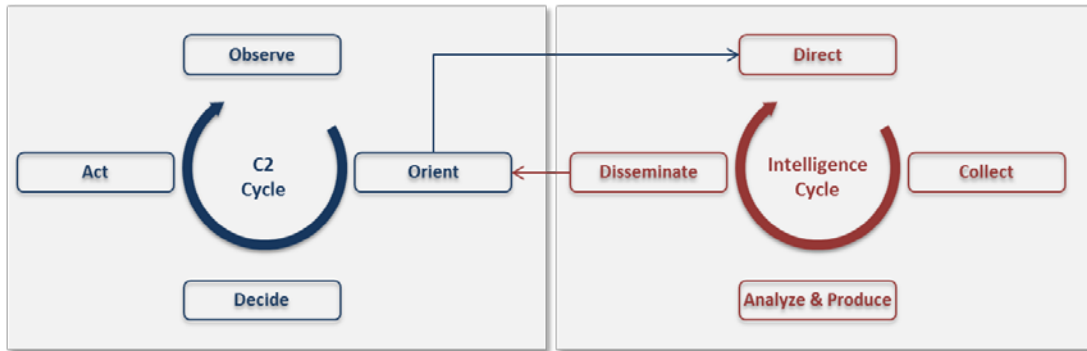 Observe
Act
C2
Cycle
Orient
Decide
Direct
Disseminate
Intelligence
Cycle
Collect
Analyze & Produce